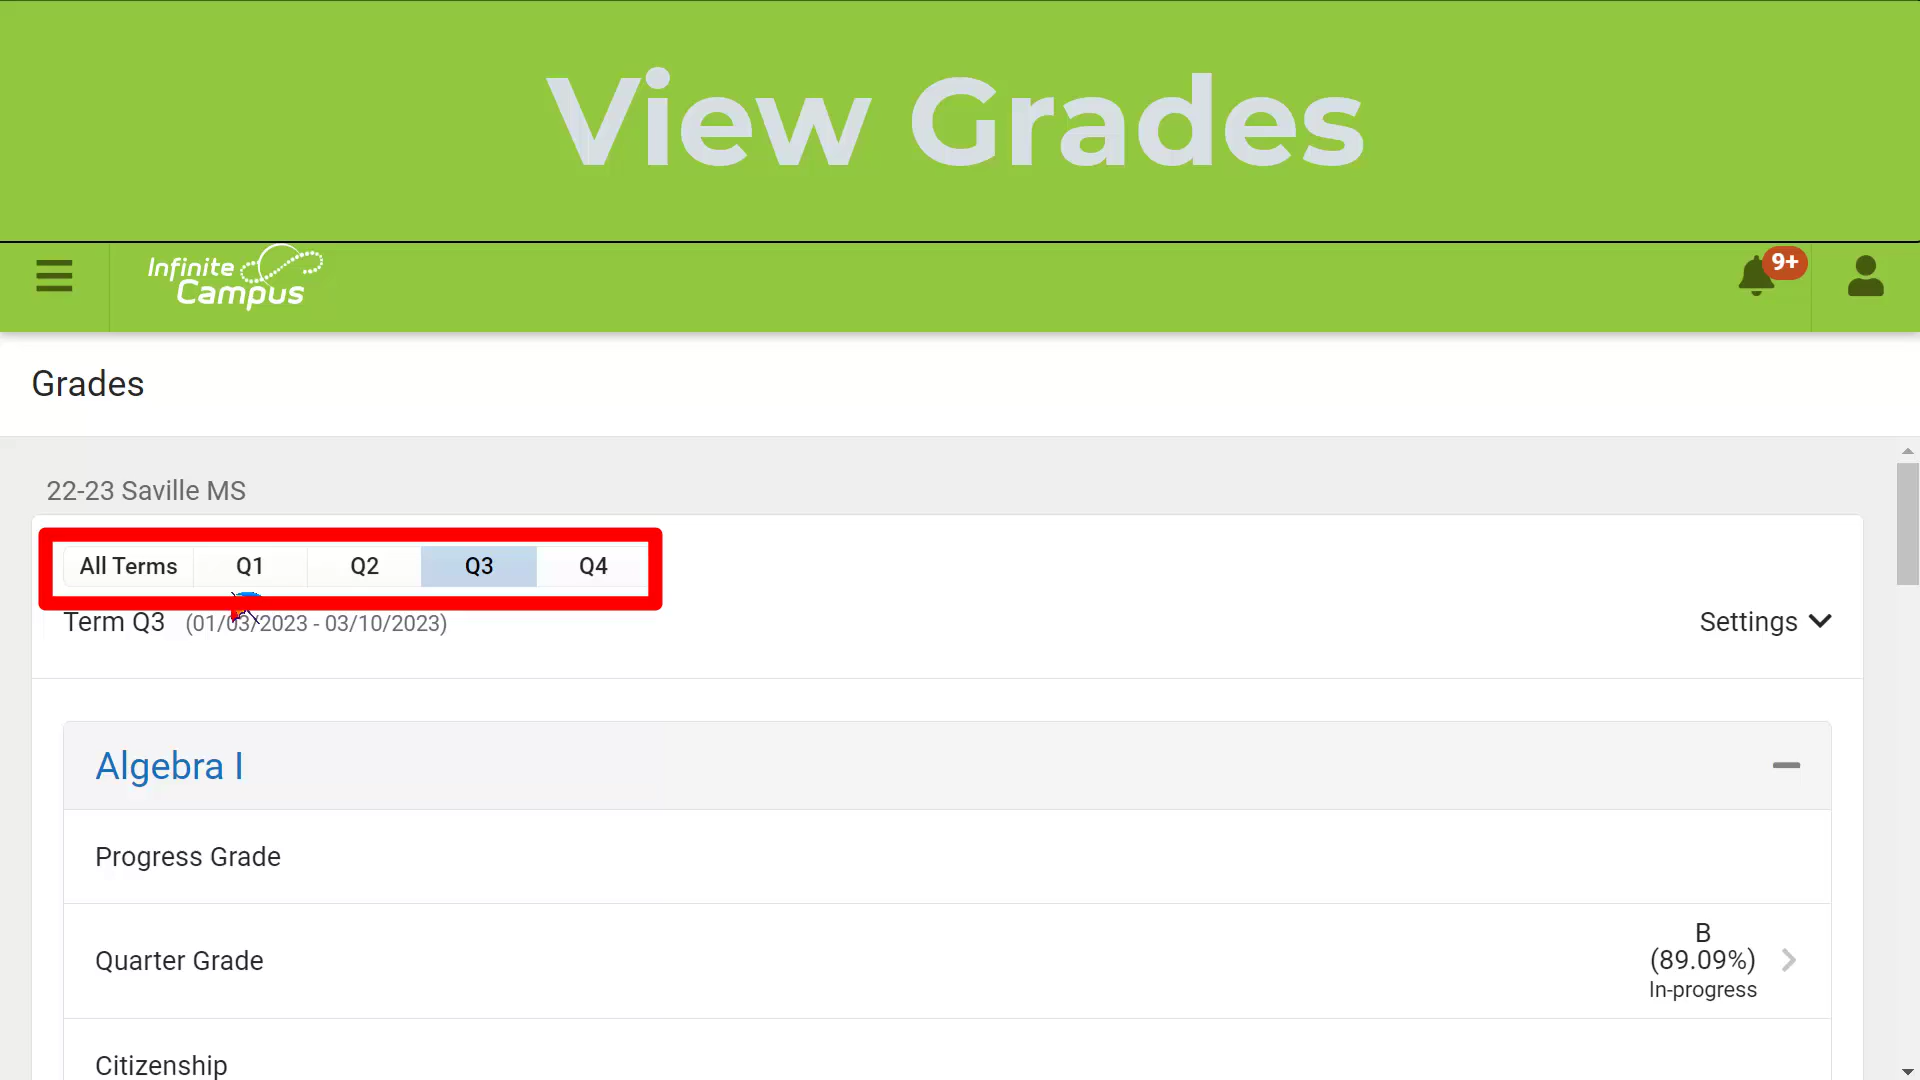 View Grades
Infinite
Campus
9+
Grades
22-23 Saville MS
All Terms Q1 Q2 Q3 Q4
Term Q3 (01/03/2023 - 03/10/2023)
Settings
Algebra I
Progress Grade
Quarter Grade
B
(89.09%)
In-progress
Citizenship